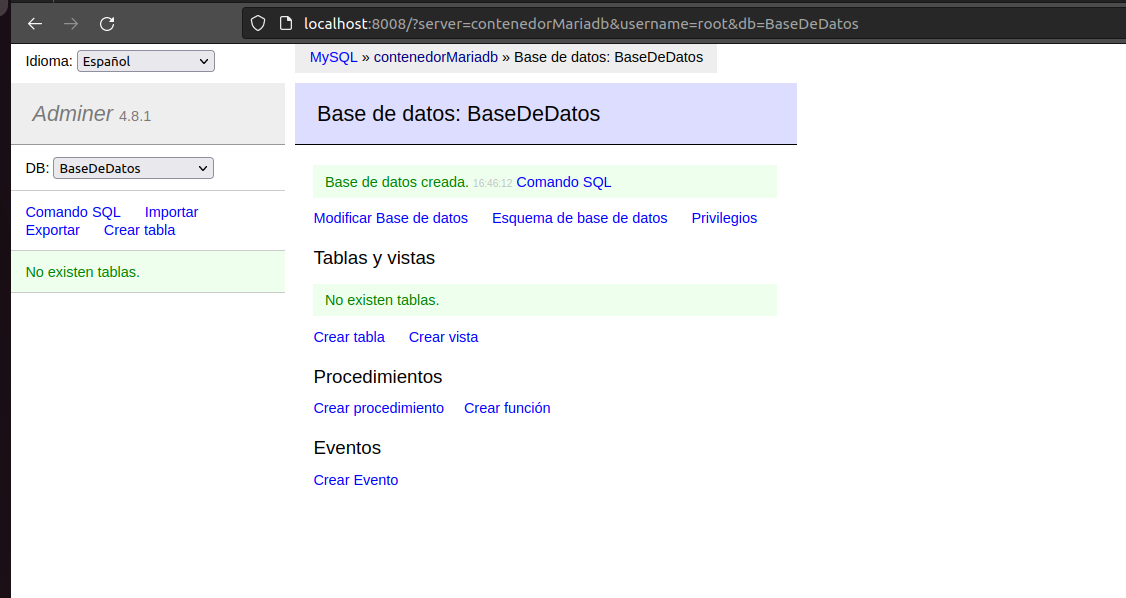 localhost:8008/?server=contenedorMariadb&username=root&db=BaseDeDatos
Idioma: Español
MySQL » contenedorMariadb » Base de datos: BaseDeDatos
Adminer 4.8.1
Base de datos: BaseDeDatos
DB: BaseDeDatos
Comando SQL Importar
Exportar Crear tabla
No existen tablas.
Base de datos creada. 16:46:12 Comando SQL
Modificar Base de datos Esquema de base de datos Privilegios
Tablas y vistas
No existen tablas.
Crear tabla Crear vista
Procedimientos
Crear procedimiento Crear función
Eventos
Crear Evento